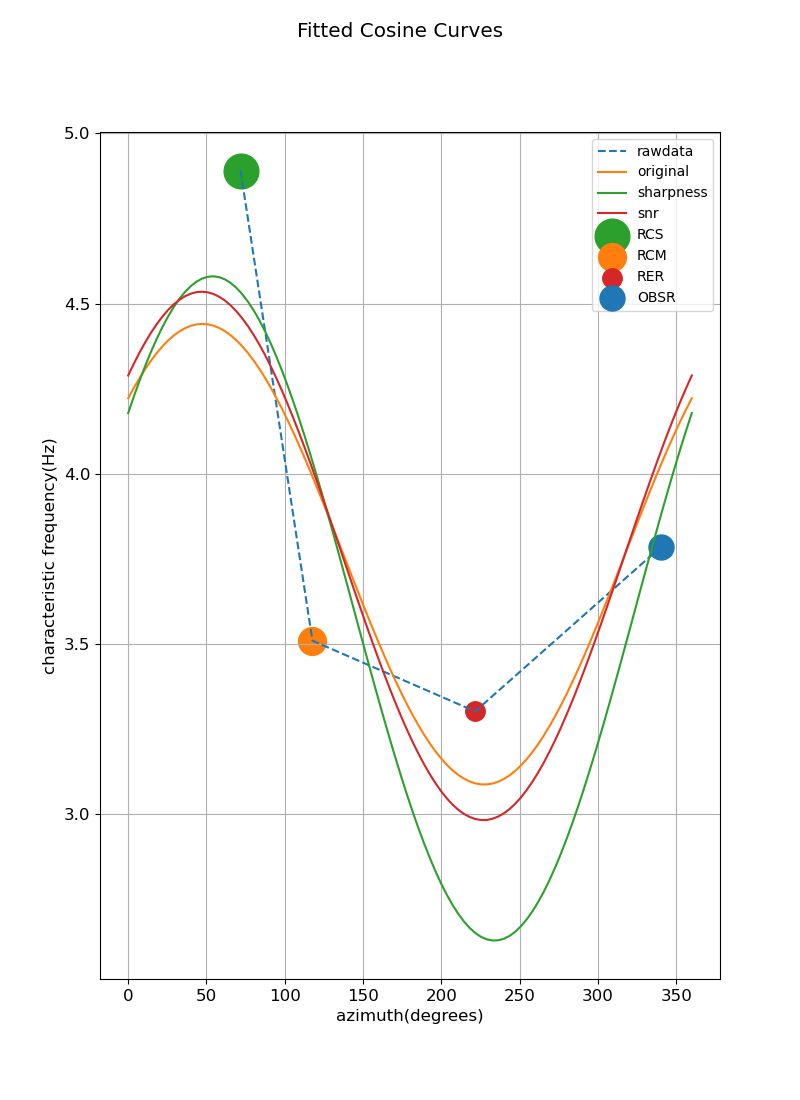 Fitted Cosine Curves
5.0
4.5
4.0
3.5
3.0
characteristic frequency(Hz)
rawdata
original
sharpness
snr
RCS
RCM
RER
OBSR
0 50 100 150 200 250 300 350
azimuth(degrees)